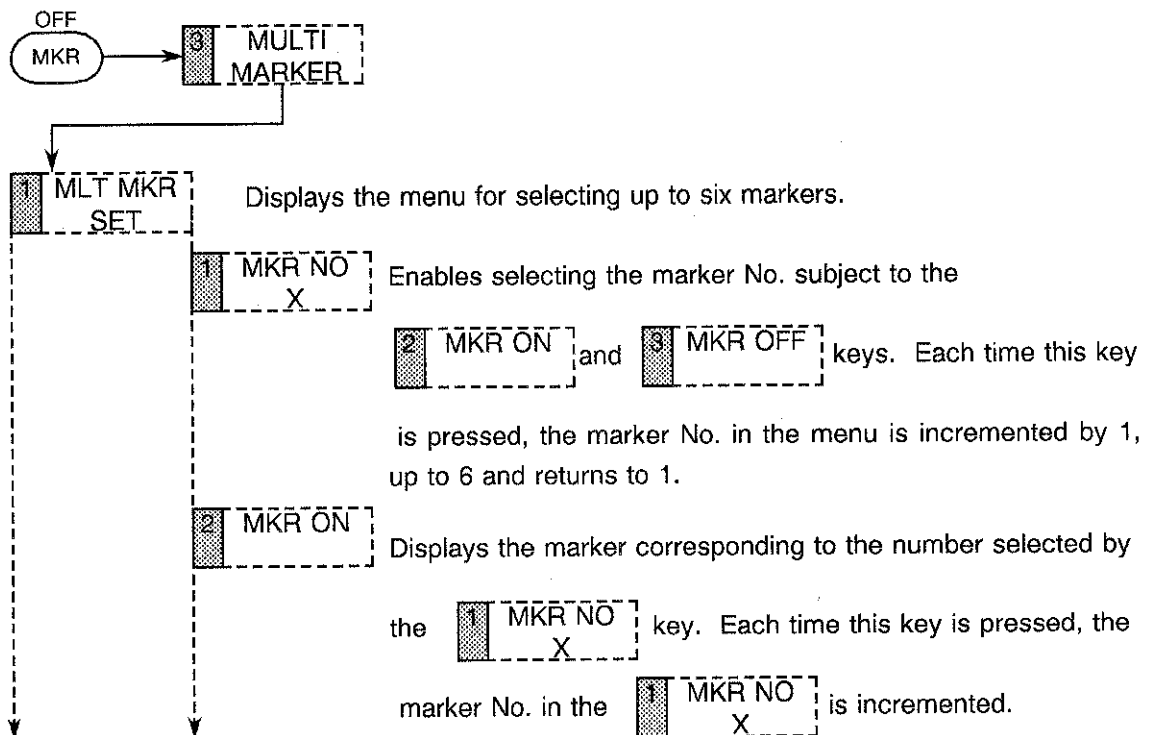 OFF
MKR
3 MULTI
MARKER
1 MLT MKR
SET
Displays the menu for selecting up to six markers.
1 MKR NO
X
Enables selecting the marker No. subject to the
2 MKR ON and 3 MKR OFF keys. Each time this key
is pressed, the marker No. in the menu is incremented by 1,
up to 6 and returns to 1.
2 MKR ON
Displays the marker corresponding to the number selected by
the 1 MKR NO X key. Each time this key is pressed, the
marker No. in the 1 MKR NO X is incremented.